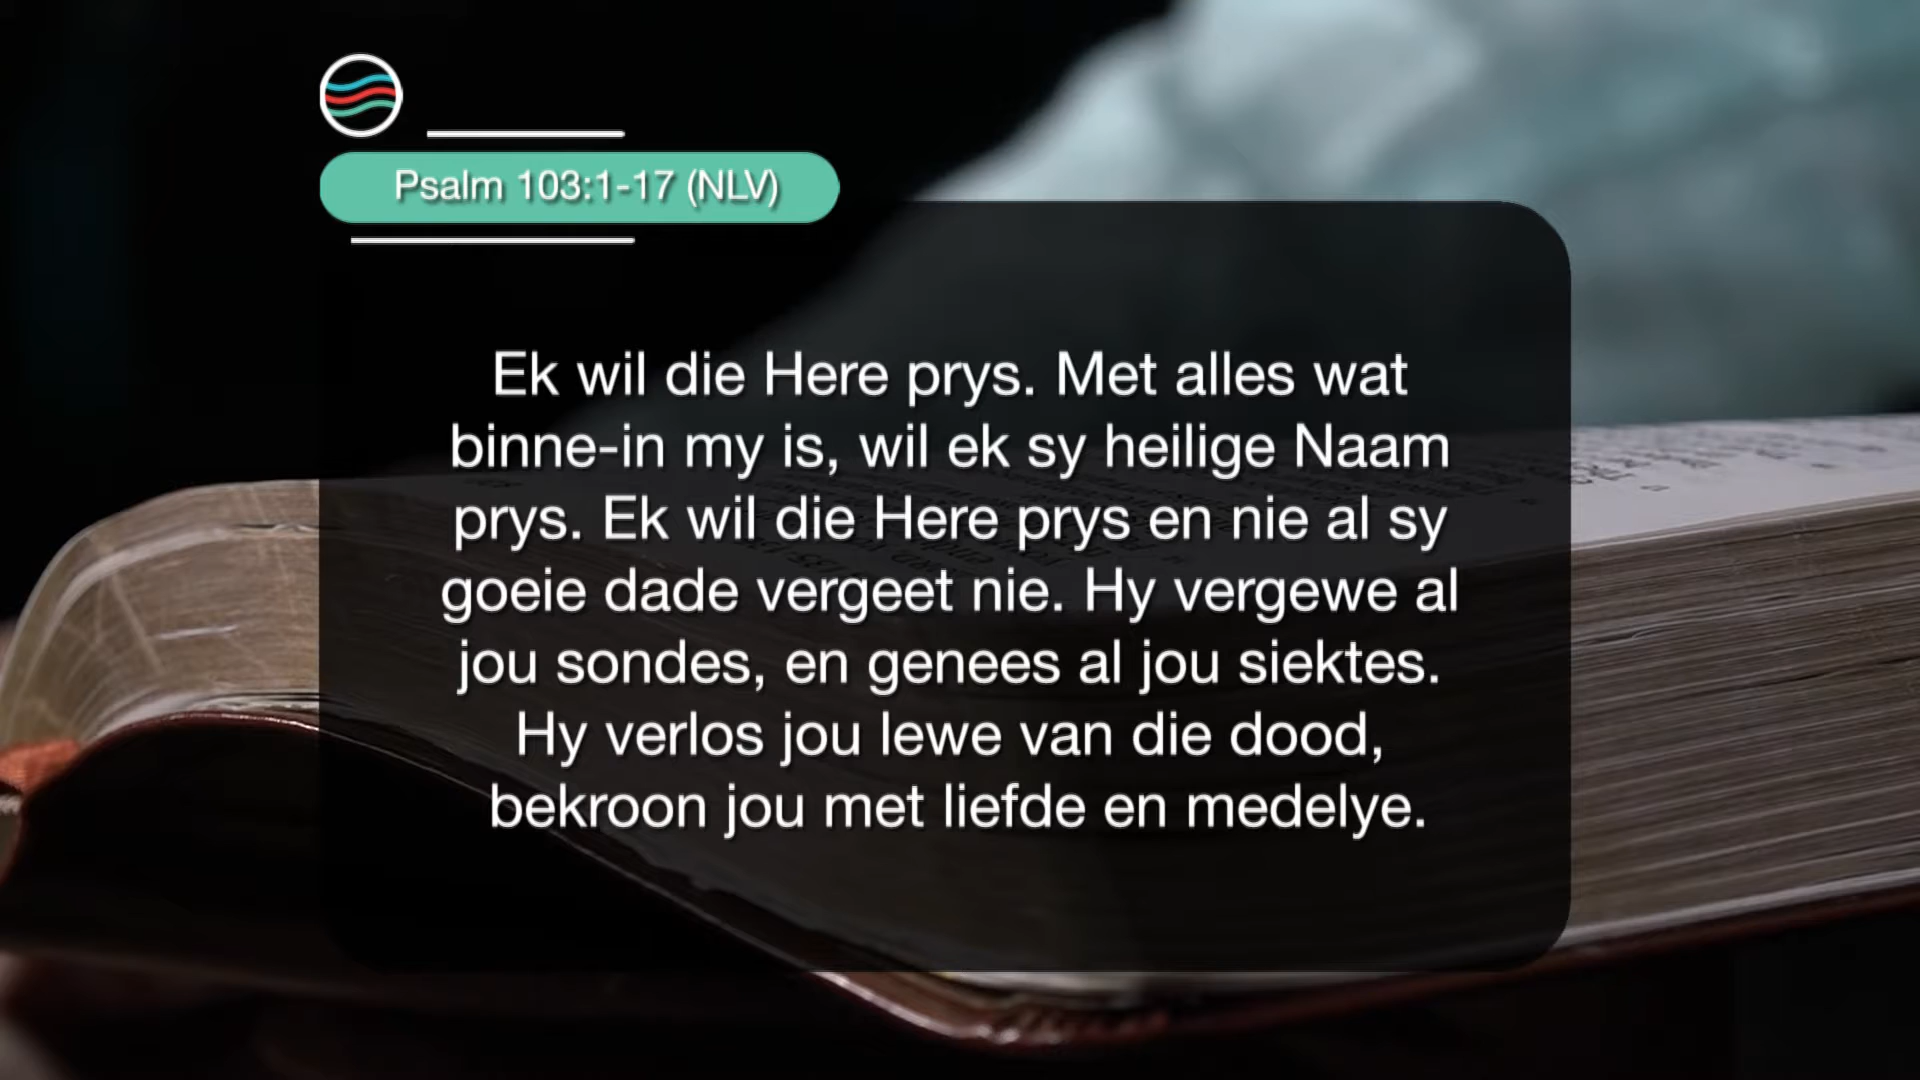 Psalm 103:1-17 (NLV)
Ek wil die Here prys. Met alles wat
binne-in my is, wil ek sy heilige Naam
prys. Ek wil die Here prys en nie al sy
goeie dade vergeet nie. Hy vergewe al
jou sondes, en genees al jou siektes.
Hy verlos jou lewe van die dood,
bekroon jou met liefde en medelye.